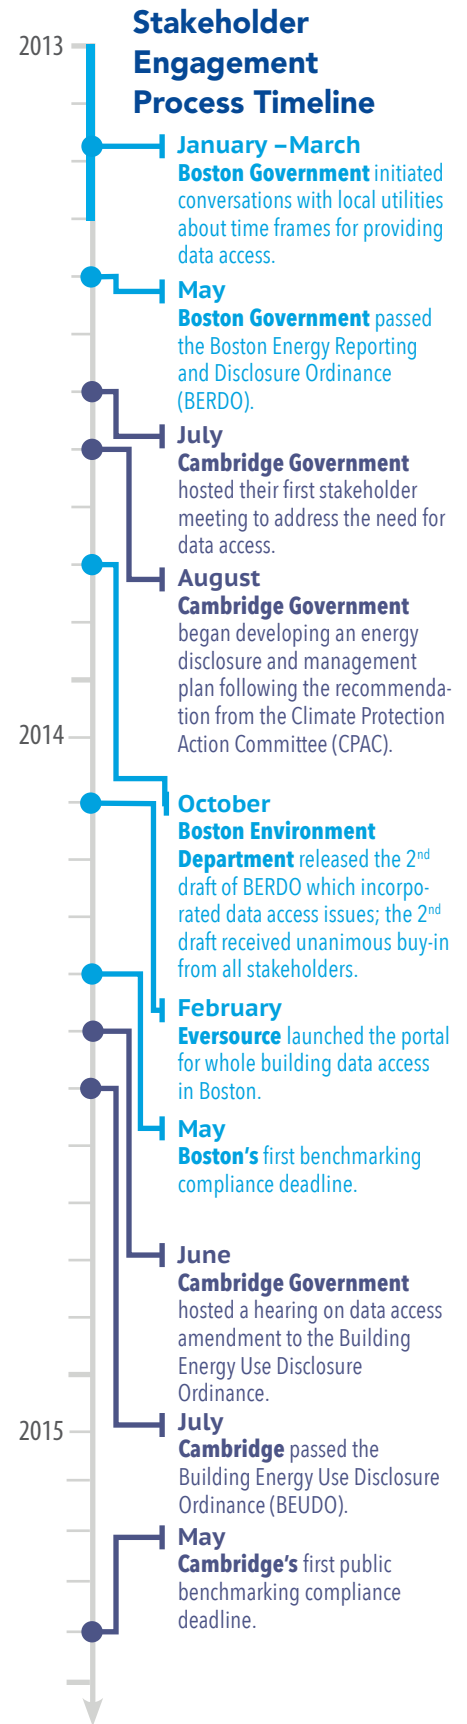 Stakeholder
Engagement
Process Timeline
2013
January –March
Boston Government initiated
conversations with local utilities
about time frames for providing
data access.
May
Boston Government passed
the Boston Energy Reporting
and Disclosure Ordinance
(BERDO).
July
Cambridge Government
hosted their first stakeholder
meeting to address the need for
data access.
August
Cambridge Government
began developing an energy
disclosure and management
plan following the recommenda-
tion from the Climate Protection
Action Committee (CPAC).
2014
October
Boston Environment
Department released the 2nd
draft of BERDO which incorpo-
rated data access issues; the 2nd
draft received unanimous buy-in
from all stakeholders.
February
Eversource launched the portal
for whole building data access
in Boston.
May
Boston's first benchmarking
compliance deadline.
June
Cambridge Government
hosted a hearing on data access
amendment to the Building
Energy Use Disclosure
Ordinance.
2015
July
Cambridge passed the
Building Energy Use Disclosure
Ordinance (BEUDO).
May
Cambridge's first public
benchmarking compliance
deadline.